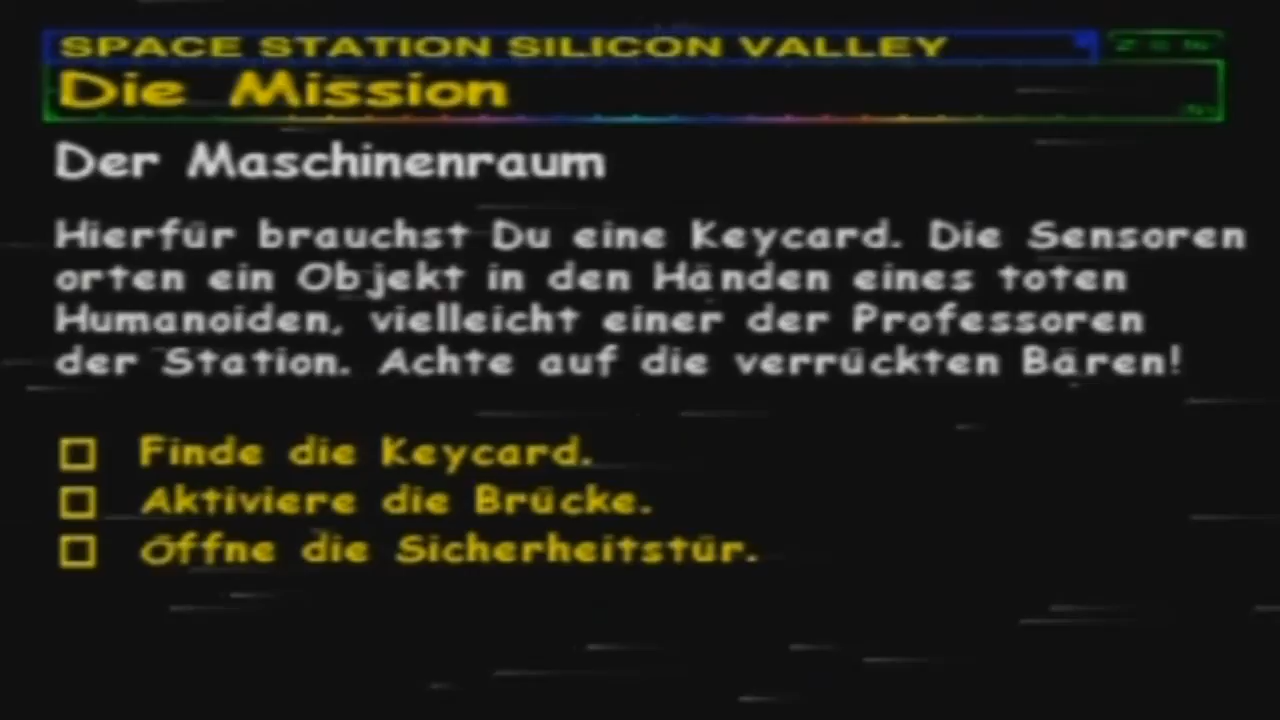 SPACE STATION SILICON VALLEY
Die Mission
Der Maschinenraum
Hierfür brauchst Du eine Keycard. Die Sensoren
orten ein Objekt in den Händen eines toten
Humanoiden, vielleicht einer der Professoren
der Station. Achte auf die verrückten Bären!
Finde die Keycard.
Aktiviere die Brücke.
Öffne die Sicherheitstür.